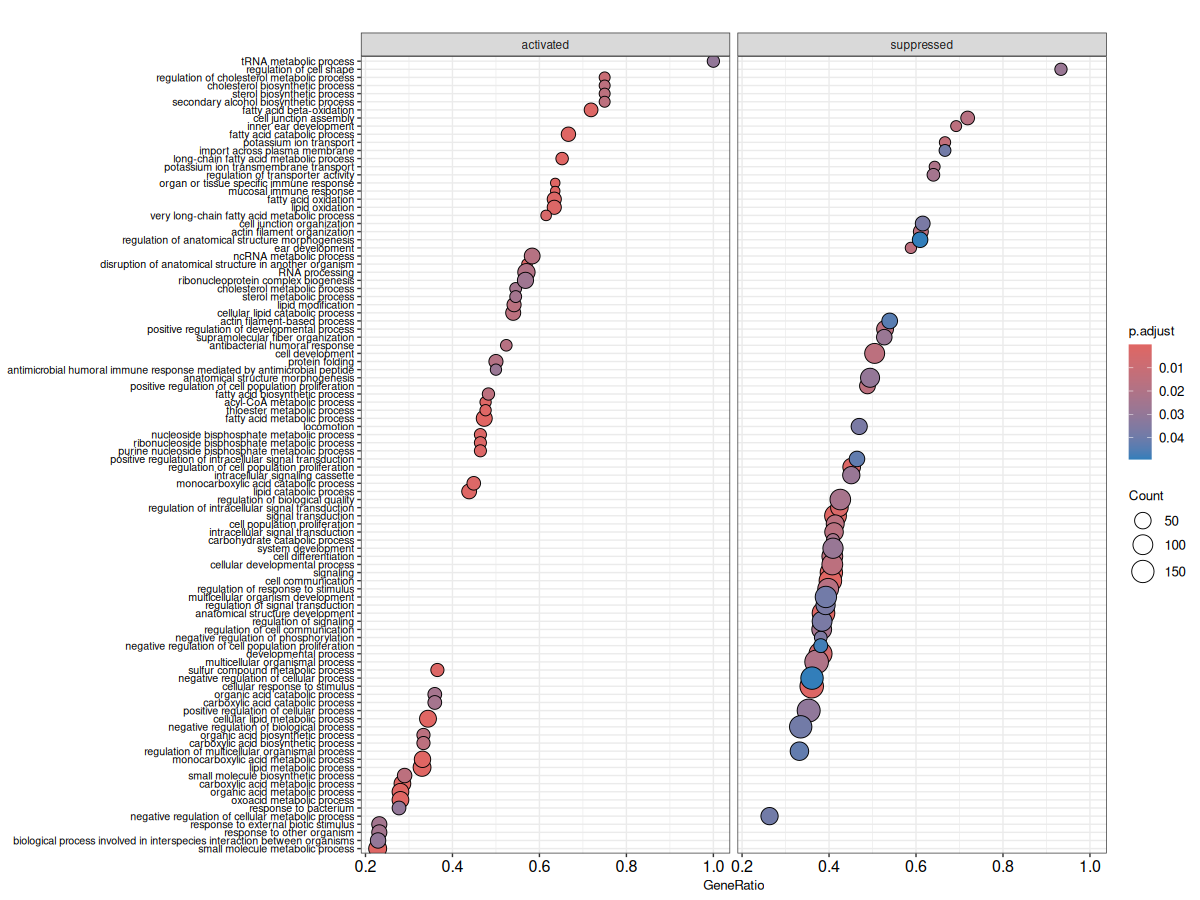 activated
suppressed
tRNA metabolic process
regulation of cell shape
regulation of cholesterol metabolic process
cholesterol biosynthetic process
sterol biosynthetic process
secondary alcohol biosynthetic process
fatty acid beta-oxidation
cell junction assembly
inner ear development
fatty acid catabolic process
potassium ion transport
import across plasma membrane
long-chain fatty acid metabolic process
potassium ion transmembrane transport
regulation of transporter activity
organ or tissue specific immune response
mucosal immune response
fatty acid oxidation
lipid oxidation
very long-chain fatty acid metabolic process
cell junction organization
actin filament organization
regulation of anatomical structure morphogenesis
ear development
ncRNA metabolic process
disruption of anatomical structure in another organism
RNA processing
ribonucleoprotein complex biogenesis
cholesterol metabolic process
sterol metabolic process
lipid modification
cellular lipid catabolic process
actin filament-based process
positive regulation of developmental process
supramolecular fiber organization
antibacterial humoral response
cell development
protein folding
antimicrobial humoral immune response mediated by antimicrobial peptide
anatomical structure morphogenesis
positive regulation of cell population proliferation
fatty acid biosynthetic process
acyl-CoA metabolic process
thioester metabolic process
fatty acid metabolic process
locomotion
nucleoside bisphosphate metabolic process
ribonucleoside bisphosphate metabolic process
purine nucleoside bisphosphate metabolic process
positive regulation of intracellular signal transduction
regulation of cell population proliferation
intracellular signaling cassette
monocarboxylic acid catabolic process
lipid catabolic process
regulation of biological quality
regulation of intracellular signal transduction
signal transduction
cell population proliferation
intracellular signal transduction
carbohydrate catabolic process
system development
cell differentiation
cellular developmental process
signaling
cell communication
regulation of response to stimulus
multicellular organism development
regulation of signal transduction
anatomical structure development
regulation of signaling
regulation of cell communication
negative regulation of phosphorylation
negative regulation of cell population proliferation
developmental process
multicellular organismal process
sulfur compound metabolic process
negative regulation of cellular process
cellular response to stimulus
organic acid catabolic process
carboxylic acid catabolic process
positive regulation of cellular process
cellular lipid metabolic process
negative regulation of biological process
organic acid biosynthetic process
carboxylic acid biosynthetic process
regulation of multicellular organismal process
monocarboxylic acid metabolic process
lipid metabolic process
small molecule biosynthetic process
carboxylic acid metabolic process
organic acid metabolic process
oxoacid metabolic process
response to bacterium
negative regulation of cellular metabolic process
response to external biotic stimulus
response to other organism
biological process involved in interspecies interaction between organisms
small molecule metabolic process
0.2 0.4 0.6 0.8 1.0 0.2 0.4 0.6 0.8 1.0
GeneRatio
p.adjust
0.01
0.02
0.03
0.04
Count
50
100
150